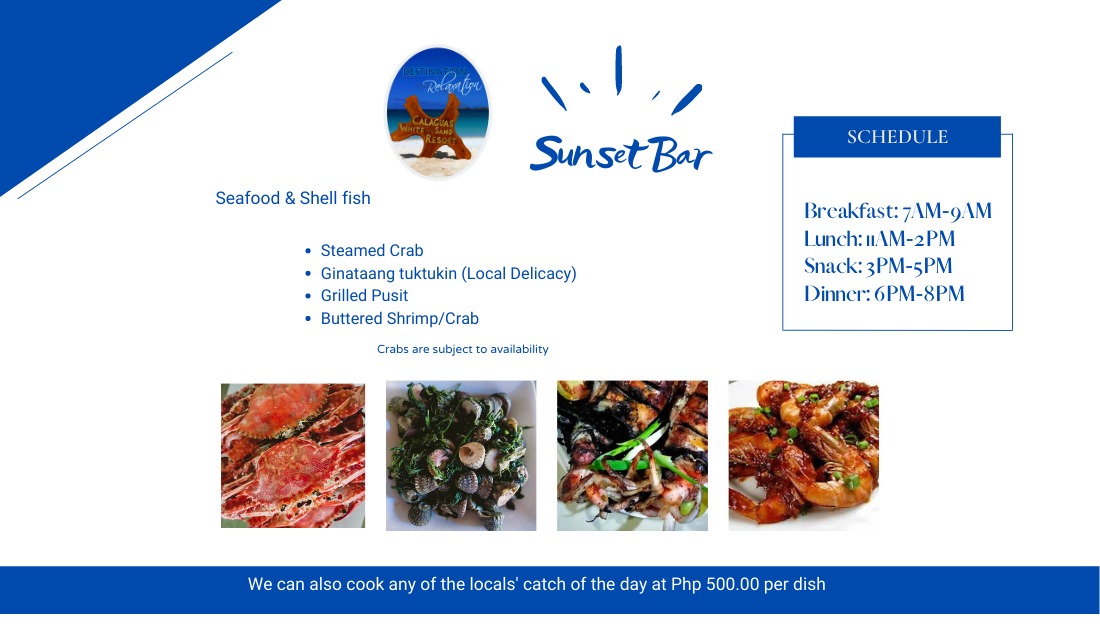 DESTINATION
Relaxation
CALAGUAS
WHITE SAND
RESORT
Sunset Bar
SCHEDULE
Breakfast: 7AM-9AM
Lunch: 11AM-2PM
Snack: 3PM-5PM
Dinner: 6PM-8PM
Seafood & Shell fish
• Steamed Crab
• Ginataang tuktukin (Local Delicacy)
• Grilled Pusit
• Buttered Shrimp/Crab
Crabs are subject to availability
We can also cook any of the locals' catch of the day at Php 500.00 per dish